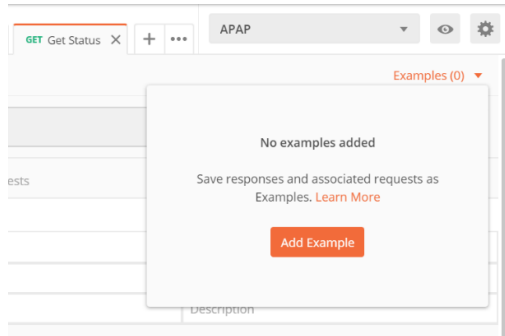 GET Get Status
APAP
Examples (0)
No examples added
ests
Save responses and associated requests as
Examples. Learn More
Add Example
Description